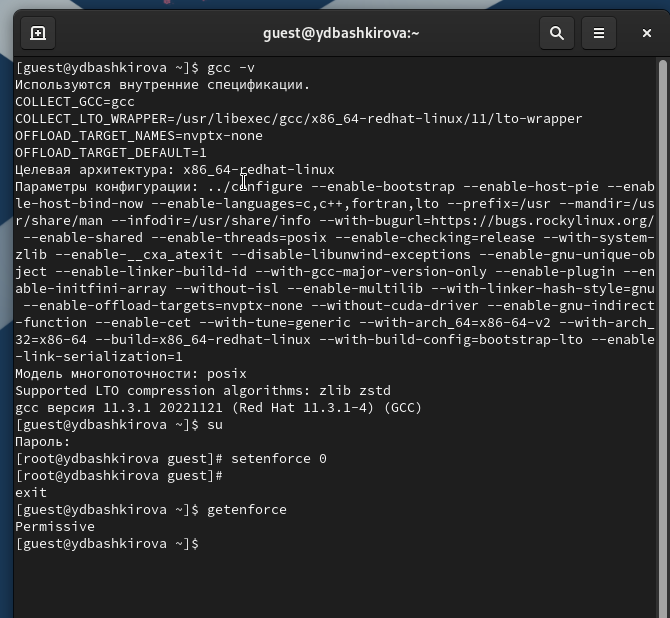 guest@ydbashkirova:~
[guest@ydbashkirova ~]$ gcc -v
Используются внутренние спецификации.
COLLECT_GCC=gcc
COLLECT_LTO_WRAPPER=/usr/libexec/gcc/x86_64-redhat-linux/11/lto-wrapper
OFFLOAD_TARGET_NAMES=nvptx-none
OFFLOAD_TARGET_DEFAULT=1
Целевая архитектура: x86_64-redhat-linux
Параметры конфигурации: ../configure --enable-bootstrap --enable-host-pie --enab
le-host-bind-now --enable-languages=c,c++,fortran,lto --prefix=/usr --mandir=/us
r/share/man --infodir=/usr/share/info --with-bugurl=https://bugs.rockylinux.org/
 --enable-shared --enable-threads=posix --enable-checking=release --with-system-
zlib --enable-__cxa_atexit --disable-libunwind-exceptions --enable-gnu-unique-ob
ject --enable-linker-build-id --with-gcc-major-version-only --enable-plugin --en
able-initfini-array --without-isl --enable-multilib --with-linker-hash-style=gnu
 --enable-offload-targets=nvptx-none --without-cuda-driver --enable-gnu-indirect
-function --enable-cet --with-tune=generic --with-arch_64=x86-64-v2 --with-arch_
32=x86-64 --build=x86_64-redhat-linux --with-build-config=bootstrap-lto --enable
-link-serialization=1
Модель многопоточности: posix
Supported LTO compression algorithms: zlib zstd
gcc версия 11.3.1 20221121 (Red Hat 11.3.1-4) (GCC)
[guest@ydbashkirova ~]$ su
Пароль:
[root@ydbashkirova guest]# setenforce 0
[root@ydbashkirova guest]#
exit
[guest@ydbashkirova ~]$ getenforce
Permissive
[guest@ydbashkirova ~]$